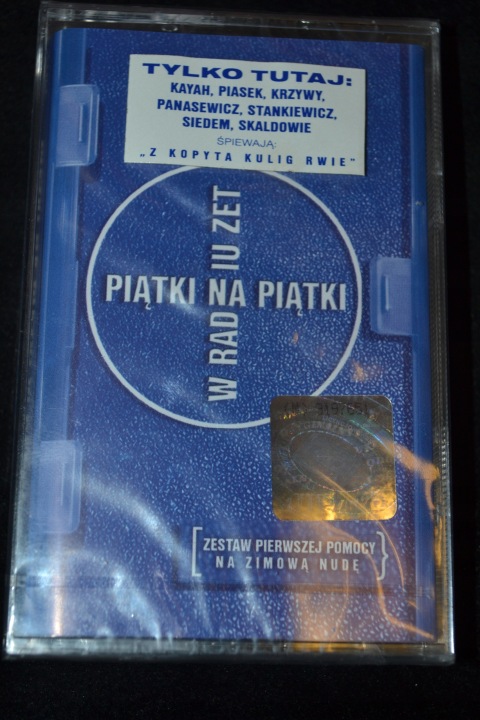 TYLKO TUTAJ:
KAYAH, PIASEK, KRZYWY,
PANASEWICZ, STANKIEWICZ,
SIEDEM, SKALDOWIE
ŚPIEWAJĄ:
„Z KOPYTA KULIG RWIE"
PIĄTKI NA PIĄTKI
W RADIU ZET
[ZESTAW PIERWSZEJ POMOCY
NA ZIMOWĄ NUDĘ}